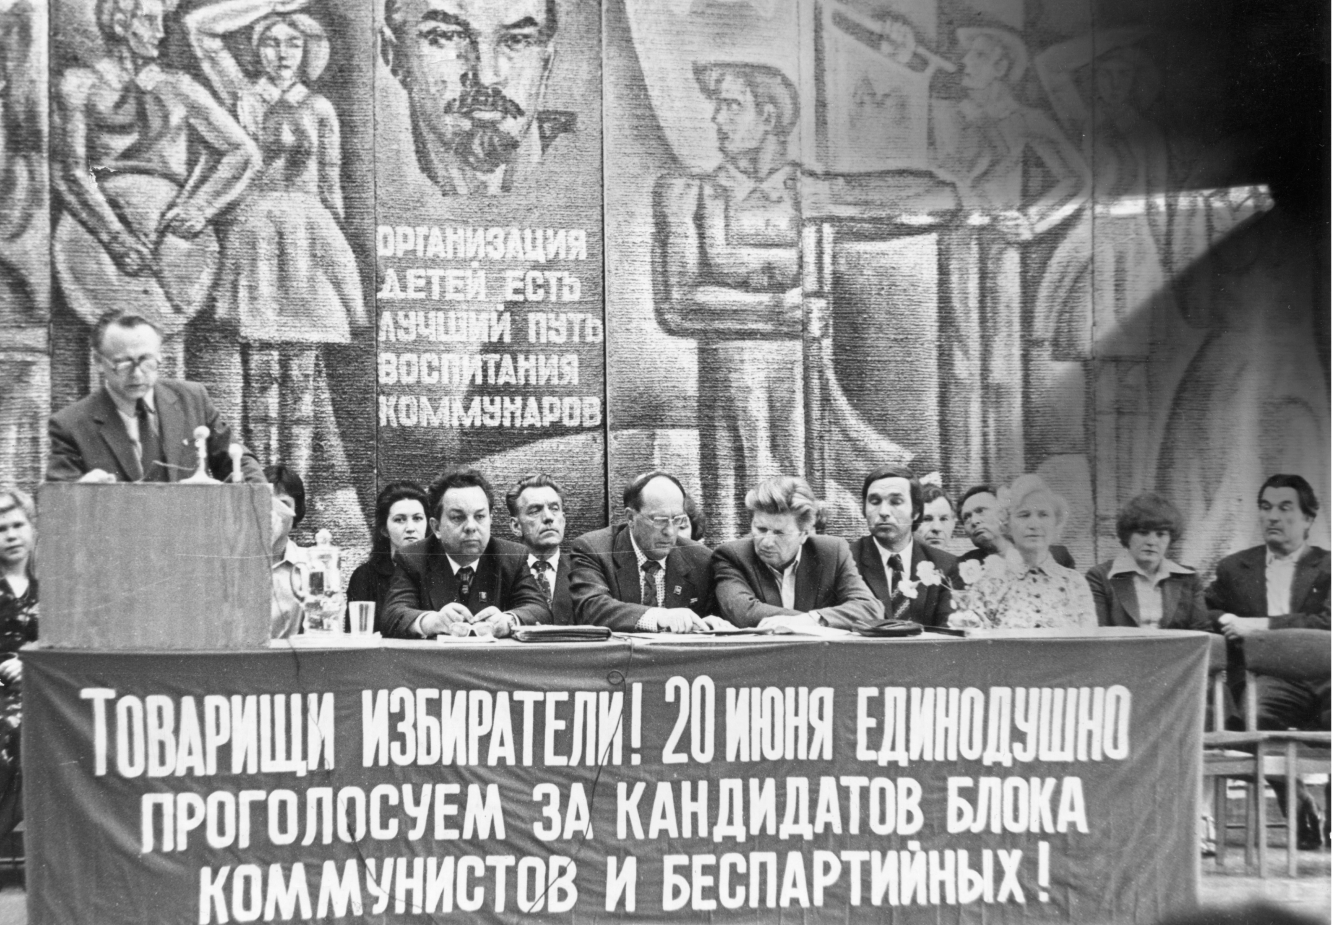 ОРГАНИЗАЦИЯ
ДЕТЕЙ ЕСТЬ
ЛУЧШИЙ ПУТЬ
ВОСПИТАНИЯ
КОММУНАРОВ
ТОВАРИЩИ ИЗБИРАТЕЛИ! 20 ИЮНЯ ЕДИНОДУШНО
ПРОГОЛОСУЕМ ЗА КАНДИДАТОВ БЛОКА
КОММУНИСТОВ И БЕСПАРТИЙНЫХ!